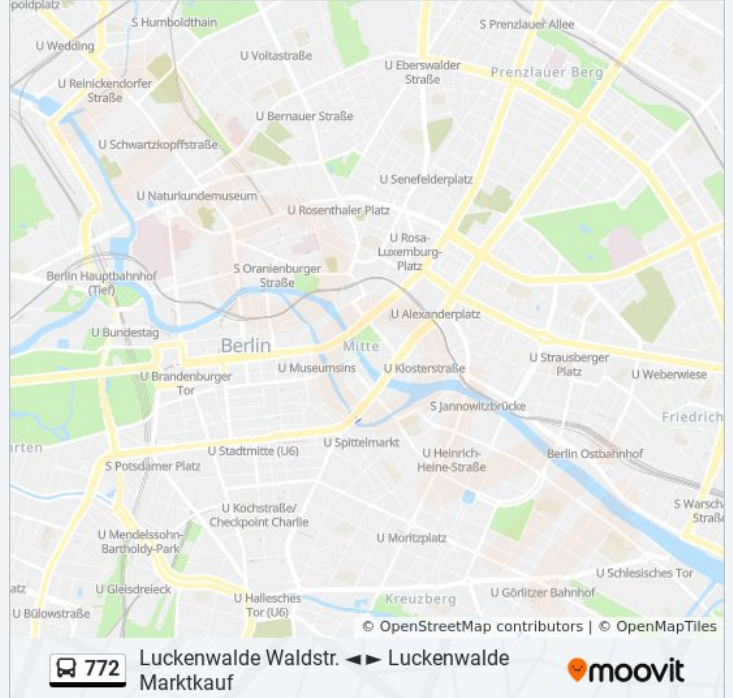 poldplatz
S Humboldthain
S Prenzlauer Allee
U Wedding
U Voltastraße
U Eberswalder
Straße
Prenzlauer Berg
U Reinickendorfer
Straße
U Bernauer Straße
U Schwartzkopffstraße
U Senefelderplatz
U Naturkundemuseum
U Rosenthaler Platz
U Rosa-
Luxemburg-
Platz
Berlin Hauptbahnhof
(Tief)
S Oranienburger
Straße
U Alexanderplatz
U Bundestag
Berlin
Mitte
U Strausberger
Platz
U Museumsins
U Klosterstraße
U Weberwiese
U Brandenburger
Tor
S Jannowitzbrücke
Friedrich
U Spittelmarkt
rten
U Stadtmitte (U6)
U Heinrich-
Heine-Straße
Berlin Ostbahnhof
S Potsdamer Platz
S Warsch
Straße
U Kochstraße/
Checkpoint Charlie
U Mendelssohn-
Bartholdy-Park
U Moritzplatz
U Schlesisches Tor
atz
U Gleisdreieck
U Görlitzer Bahnhof
U Hallesches
Tor (U6)
Kreuzberg
U Bülowstraße
© OpenStreetMap contributors | © OpenMapTiles
772
Luckenwalde Waldstr. ◄► Luckenwalde
Marktkauf
moovit